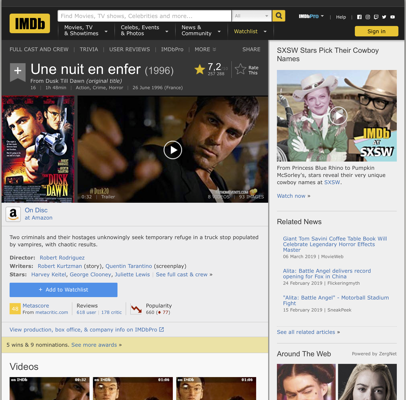 IMDb
Find Movies, TV shows, Celebrities and more...
All
IMDbPro
Help
Movies, TV & Showtimes
Celebs, Events & Photos
News & Community
Watchlist
Sign in
FULL CAST AND CREW | TRIVIA | USER REVIEWS | IMDbPro | MORE
SHARE
Une nuit en enfer (1996)
From Dusk Till Dawn (original title)
16 | 1h 48min | Action, Crime, Horror | 26 June 1996 (France)
7,2
Rate This
FROM DUSK TILL DAWN
0:32 | Trailer
On Disc
at Amazon
Two criminals and their hostages unknowingly seek temporary refuge in a truck stop populated
by vampires, with chaotic results.
Director: Robert Rodriguez
Writers: Robert Kurtzman (story), Quentin Tarantino (screenplay)
Stars: Harvey Keitel, George Clooney, Juliette Lewis | See full cast & crew »
+ Add to Watchlist
Metascore
From metacritic.com
Reviews
618 user | 178 critic
Popularity
660
View production, box office, & company info on IMDbPro
5 wins & 9 nominations. See more awards »
Videos
SXSW Stars Pick Their Cowboy
Names
IMDb
AT
SXSW
From Princess Blue Rhino to Pumpkin
McSorley's, stars reveal their very unique
cowboy names at SXSW.
Watch now »
Related News
Giant Tom Savini Coffee Table Book Will
Celebrate Legendary Horror Effects
Master
06 March 2019 | MovieWeb
Alita: Battle Angel delivers record
opening for Fox in China
24 February 2019 | Flickeringmyth
"Alita: Battle Angel" - Motorball Stadium
Fight
15 February 2019 | SneakPeek
See all related articles »
Around The Web
Powered by ZergNet